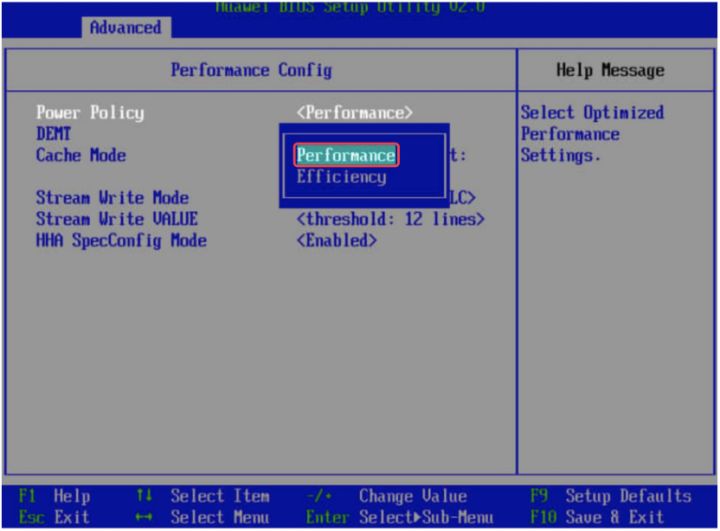 Huawei BIOS Setup Utility V2.0
Advanced
Performance Config
Help Message
Power Policy <Performance>
DEMT
Cache Mode t:
Performance
Efficiency
Stream Write Mode LC>
Stream Write VALUE <threshold: 12 lines>
HHA SpecConfig Mode <Enabled>
Select Optimized
Performance
Settings.
F1 Help ↑↓ Select Item -/+ Change Value F9 Setup Defaults
Esc Exit ↔ Select Menu Enter Select▶Sub-Menu F10 Save & Exit